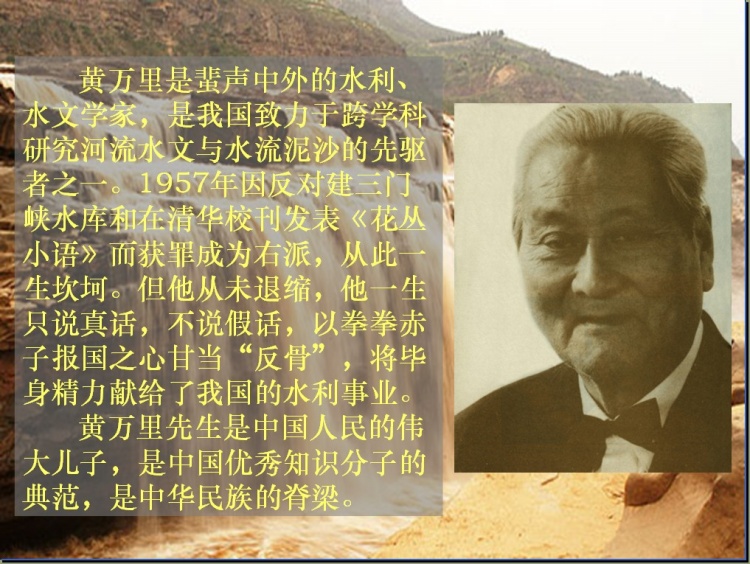 黄万里是蜚声中外的水利、
水文学家，是我国致力于跨学科
研究河流水文与水流泥沙的先驱
者之一。1957年因反对建三门
峡水库和在清华校刊发表《花丛
小语》而获罪成为右派，从此一
生坎坷。但他从未退缩，他一生
只说真话，不说假话，以拳拳赤
子报国之心甘当“反骨”，将毕
身精力献给了我国的水利事业。
黄万里先生是中国人民的伟
大儿子，是中国优秀知识分子的
典范，是中华民族的脊梁。